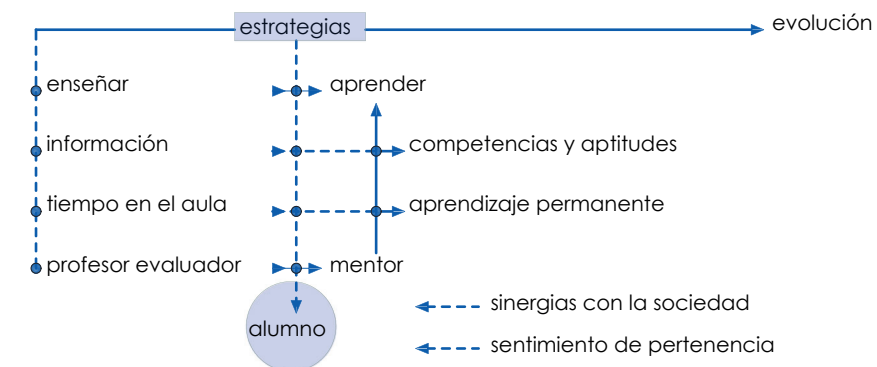 estrategias
evolución
enseñar
aprender
información
competencias y aptitudes
tiempo en el aula
aprendizaje permanente
profesor evaluador
mentor
sinergias con la sociedad
alumno
sentimiento de pertenencia